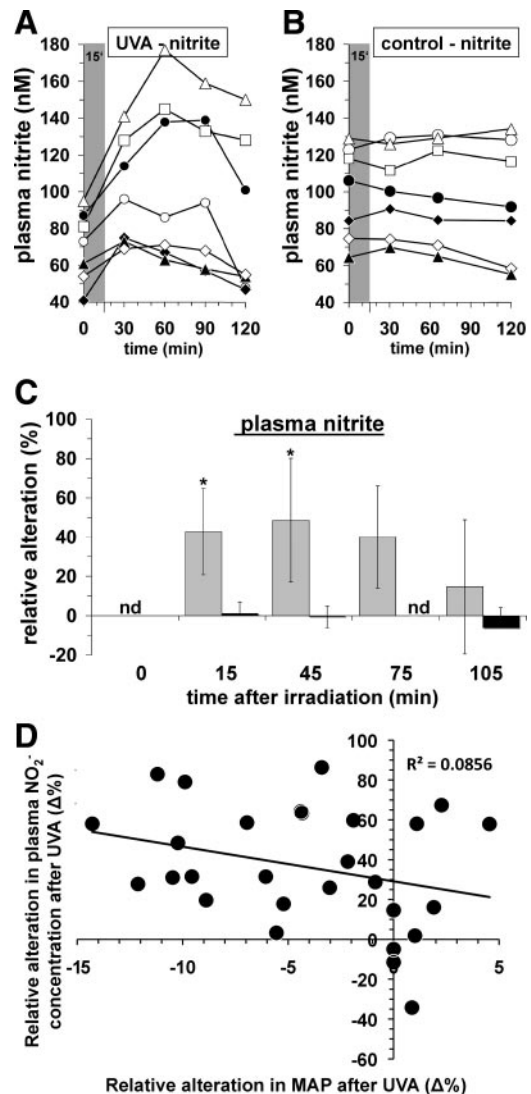 A
UVA - nitrite
plasma nitrite (nM)
180
160
140
120
100
80
60
40
15'
0 30 60 90 120
time (min)
B
control - nitrite
plasma nitrite (nM)
180
160
140
120
100
80
60
40
15'
0 30 60 90 120
time (min)
C
plasma nitrite
relative alteration (%)
100
80
60
40
20
0
-20
nd
*
*
nd
0 15 45 75 105
time after irradiation (min)
D
R² = 0.0856
Relative alteration in plasma NO₂⁻
concentration after UVA (Δ%)
100
80
60
40
20
0
-20
-40
-60
-15 -10 -5 0 5
Relative alteration in MAP after UVA (Δ%)